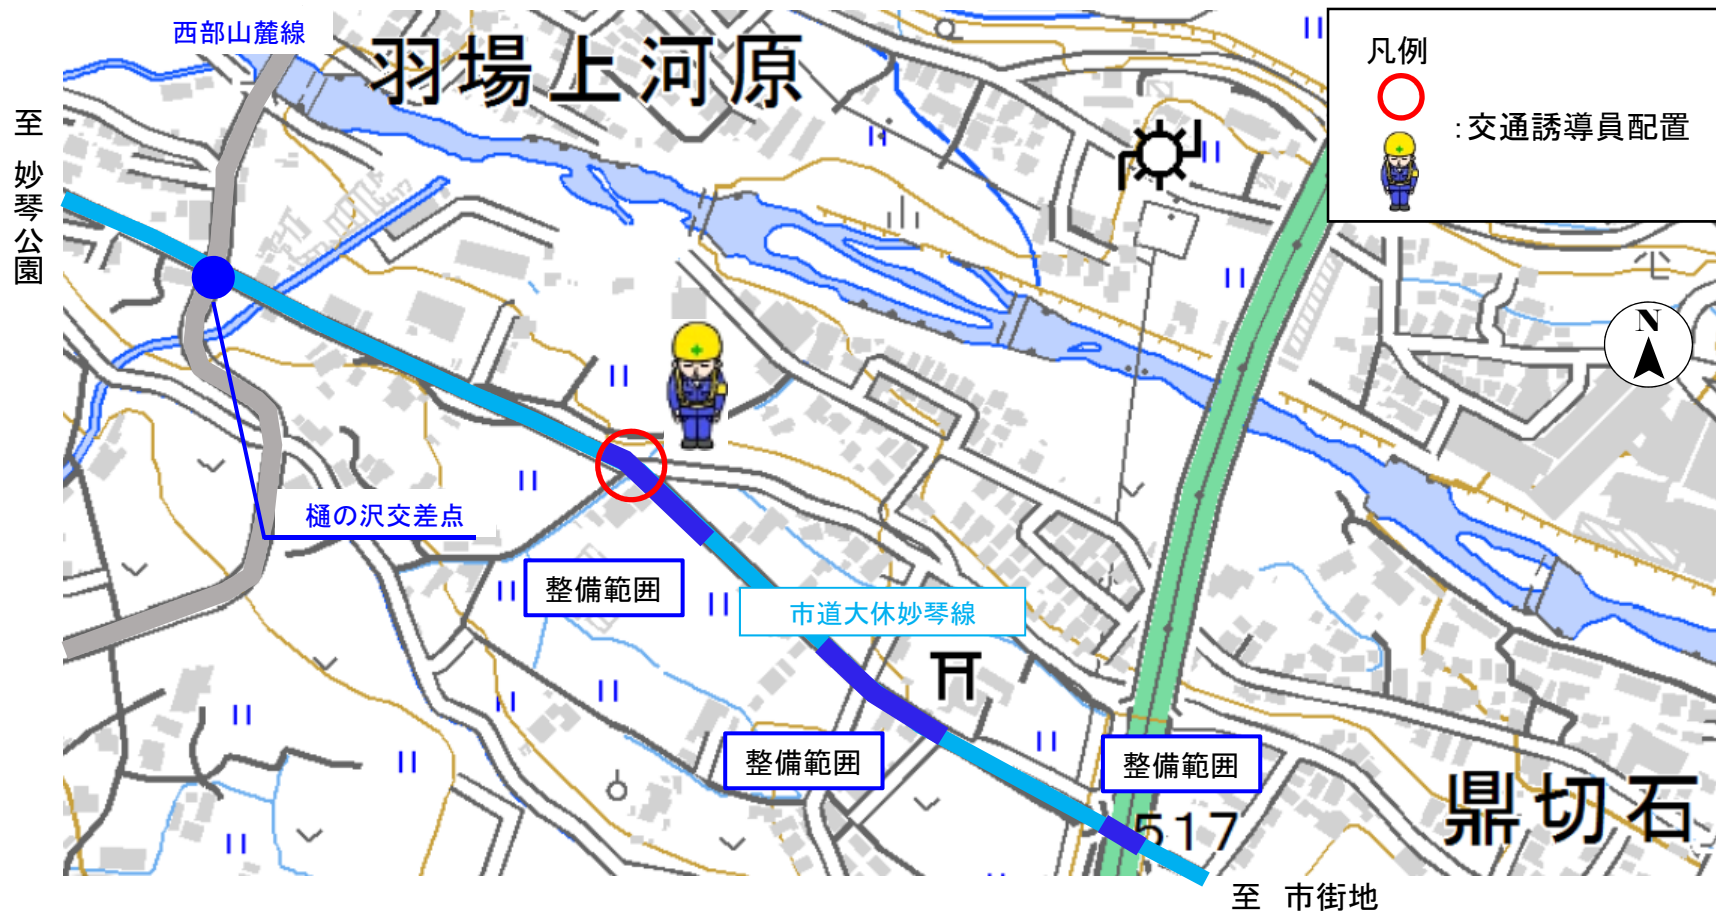 西部山麓線
羽場上河原
凡例
:交通誘導員配置
至 妙琴公園
N
樋の沢交差点
整備範囲
市道大休妙琴線
整備範囲
整備範囲
鼎切石
517
至 市街地